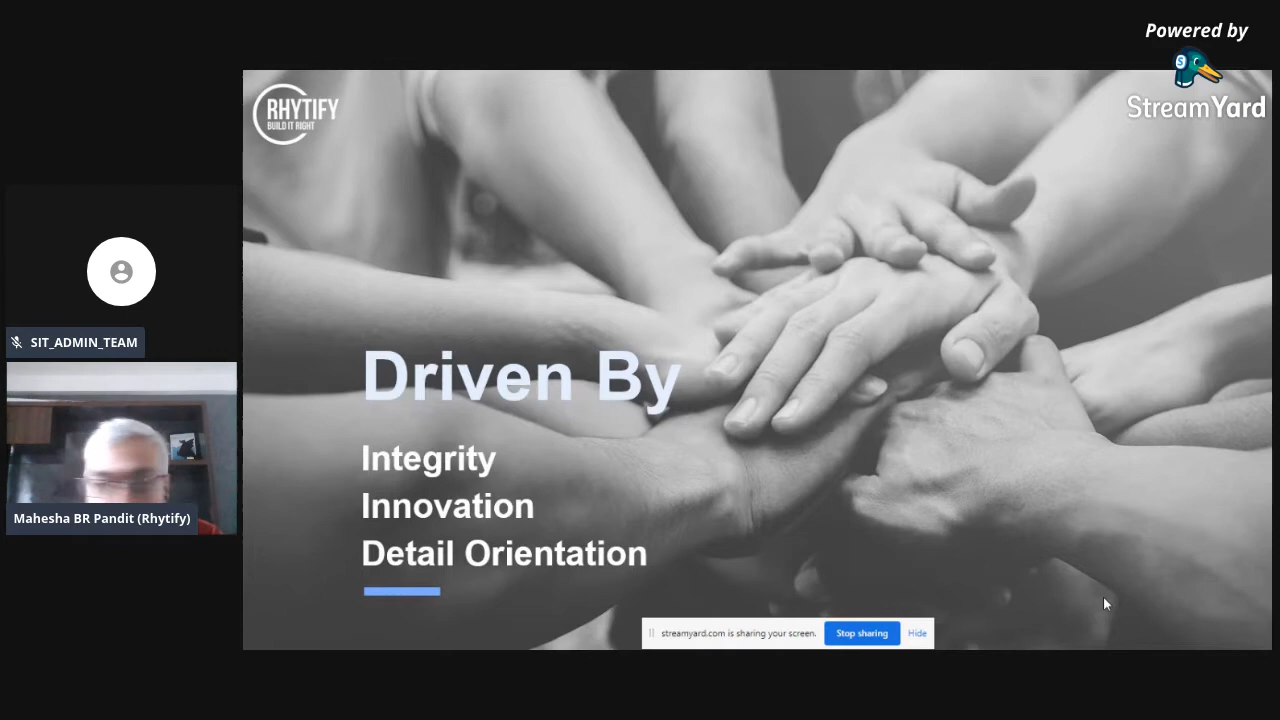 Powered by
StreamYard
RHYTIFY
BUILD IT RIGHT
SIT_ADMIN_TEAM
Mahesha BR Pandit (Rhytify)
Driven By
Integrity
Innovation
Detail Orientation
streamyard.com is sharing your screen. Stop sharing Hide